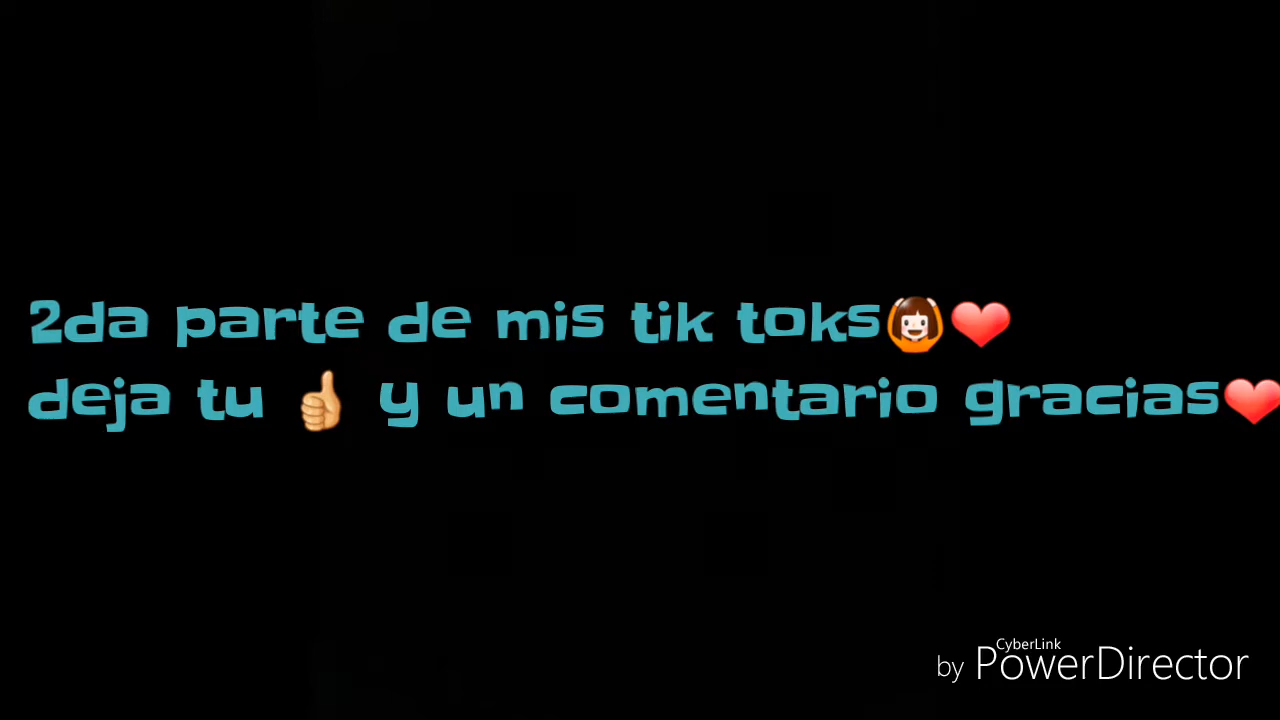 2da parte de mis tik toks🙆❤
deja tu 👍🏼 y un comentario gracias❤
by CyberLink PowerDirector